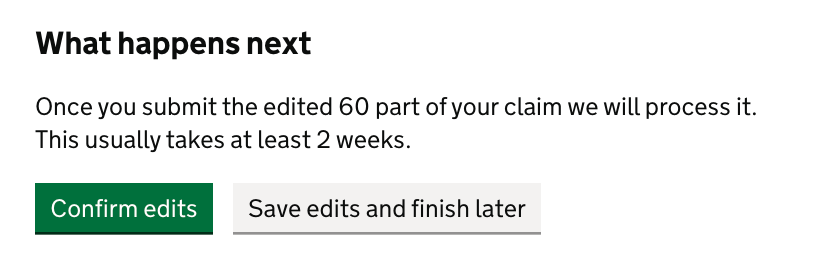 What happens next
Once you submit the edited 60 part of your claim we will process it.
This usually takes at least 2 weeks.
Confirm edits
Save edits and finish later